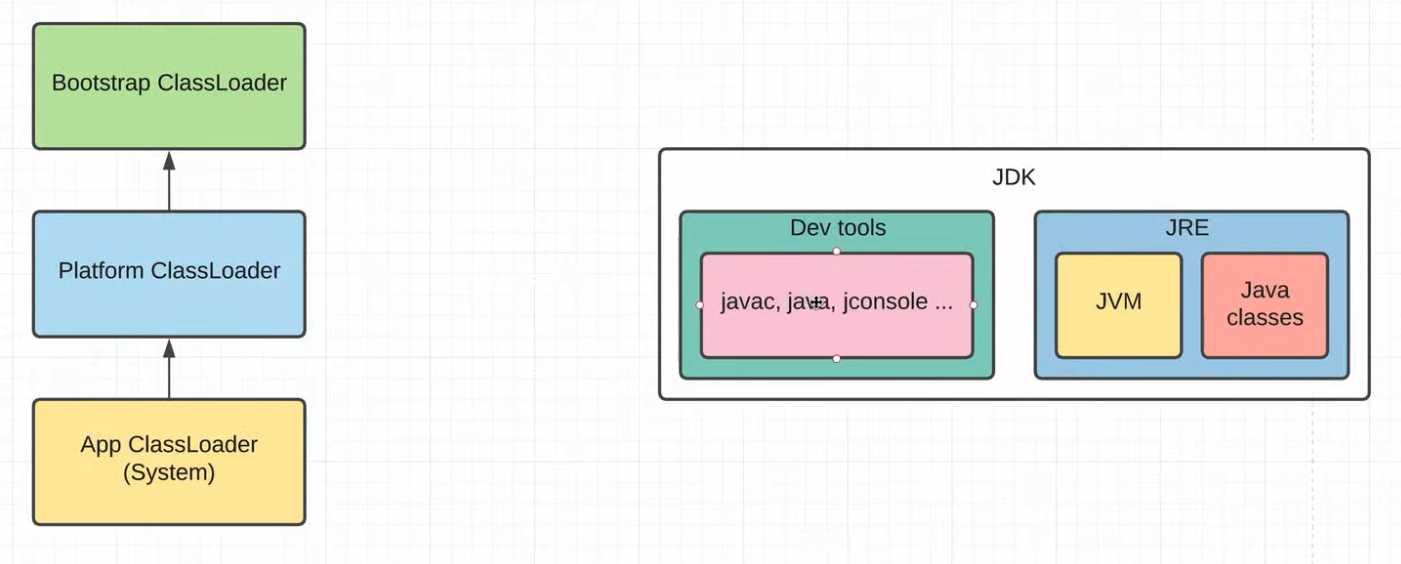 Bootstrap ClassLoader
Platform ClassLoader
App ClassLoader
(System)
JDK
Dev tools
javac, java, jconsole ...
JRE
JVM
Java
classes